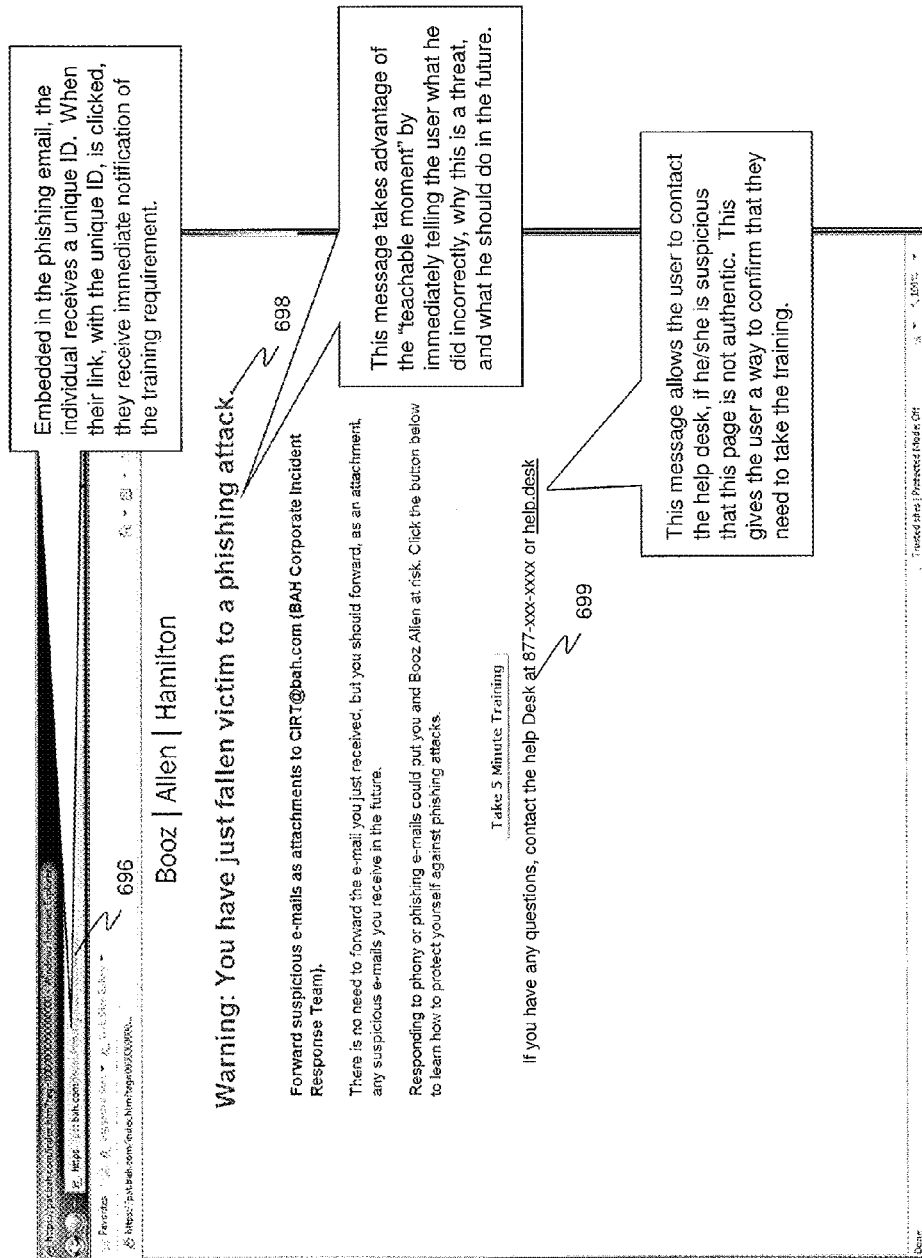 Embedded in the phishing email, the
individual receives a unique ID. When
their link, with the unique ID, is clicked,
they receive immediate notification of
the training requirement.
696
Booz | Allen | Hamilton
Warning: You have just fallen victim to a phishing attack.
698
This message takes advantage of
the “teachable moment” by
immediately telling the user what he
did incorrectly, why this is a threat,
and what he should do in the future.
Forward suspicious e-mails as attachments to CIRT@bah.com (BAH Corporate Incident
Response Team).
There is no need to forward the e-mail you just received, but you should forward, as an attachment,
any suspicious e-mails you receive in the future.
Responding to phony or phishing e-mails could put you and Booz Allen at risk. Click the button below
to learn how to protect yourself against phishing attacks.
Take 5 Minute Training
If you have any questions, contact the help Desk at 877-xxx-xxxx or help.desk
699
This message allows the user to contact
the help desk, if he/she is suspicious
that this page is not authentic. This
gives the user a way to confirm that they
need to take the training.
Favorites
Trusted sites | Protected Mode: Off
Done